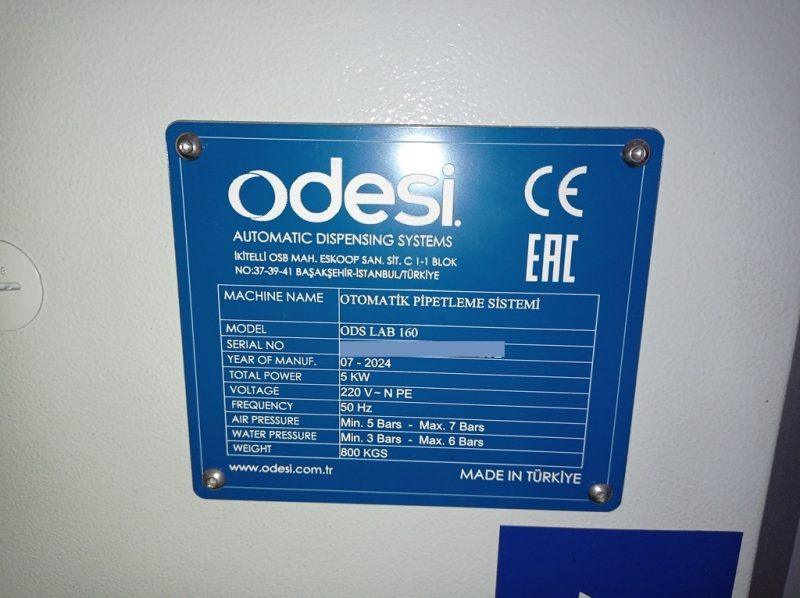 Odesi.
CE
AUTOMATIC DISPENSING SYSTEMS
EAC
İKİTELLİ OSB MAH. ESKOOP SAN. SİT. C 1-1 BLOK
NO:37-39-41 BAŞAKŞEHİR-İSTANBUL/TÜRKİYE
MACHINE NAME OTOMATİK PİPETLEME SİSTEMİ
MODEL ODS LAB 160
SERIAL NO
YEAR OF MANUF. 07 - 2024
TOTAL POWER 5 KW
VOLTAGE 220 V ~ N PE
FREQUENCY 50 Hz
AIR PRESSURE Min. 5 Bars - Max. 7 Bars
WATER PRESSURE Min. 3 Bars - Max. 6 Bars
WEIGHT 800 KGS
www.odesi.com.tr
MADE IN TÜRKİYE